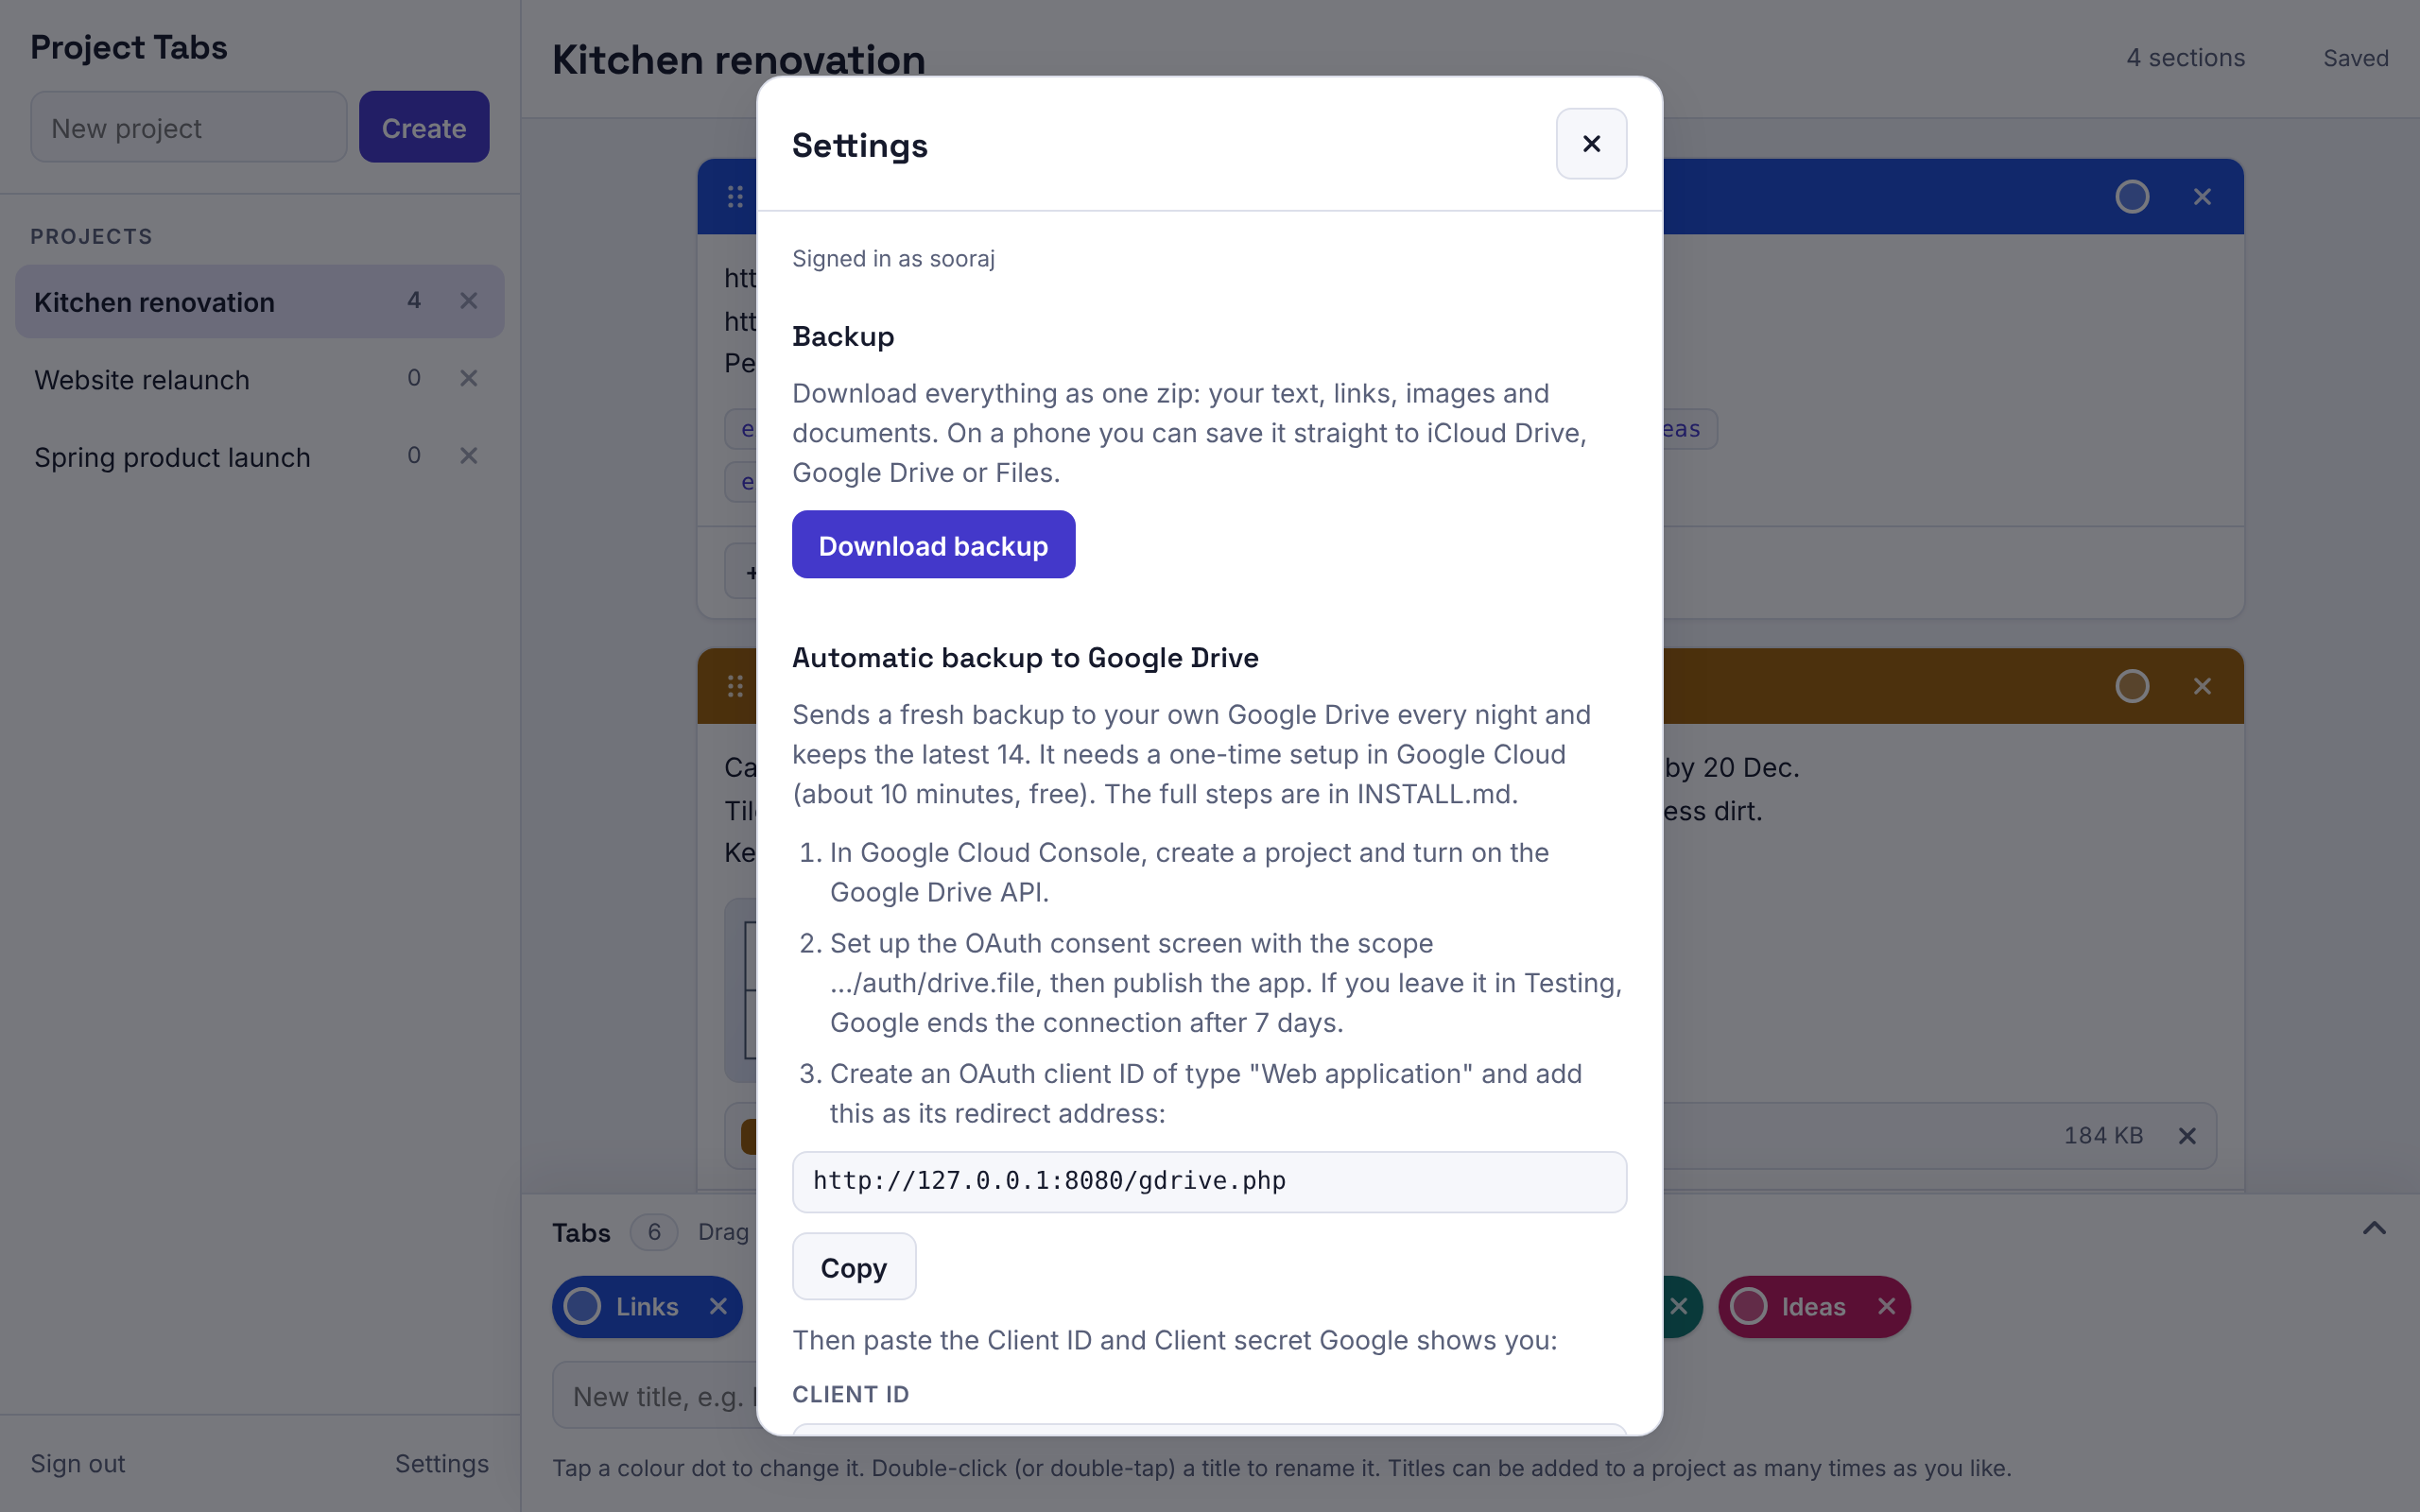 Project Tabs
New project
Create
PROJECTS
Kitchen renovation 4
Website relaunch 0
Spring product launch 0
Sign out
Settings
Kitchen renovation
4 sections
Saved
Settings
Signed in as sooraj
Backup
Download everything as one zip: your text, links, images and
documents. On a phone you can save it straight to iCloud Drive,
Google Drive or Files.
Download backup
Automatic backup to Google Drive
Sends a fresh backup to your own Google Drive every night and
keeps the latest 14. It needs a one-time setup in Google Cloud
(about 10 minutes, free). The full steps are in INSTALL.md.
1. In Google Cloud Console, create a project and turn on the
Google Drive API.
2. Set up the OAuth consent screen with the scope
.../auth/drive.file, then publish the app. If you leave it in Testing,
Google ends the connection after 7 days.
3. Create an OAuth client ID of type "Web application" and add
this as its redirect address:
http://127.0.0.1:8080/gdrive.php
Copy
Then paste the Client ID and Client secret Google shows you:
CLIENT ID
by 20 Dec.
dirt.
184 KB
Tabs 6 Drag
Links
Ideas
New title, e.g.
Tap a colour dot to change it. Double-click (or double-tap) a title to rename it. Titles can be added to a project as many times as you like.